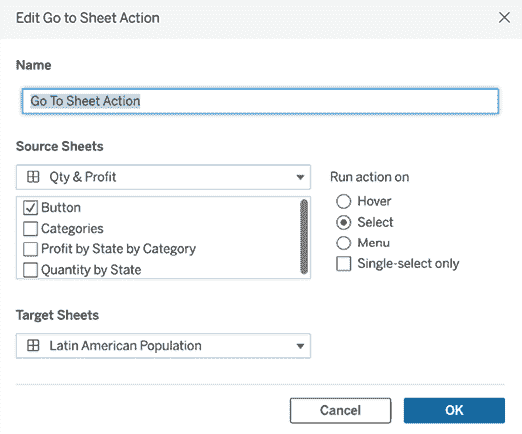 Edit Go to Sheet Action
Name
Go To Sheet Action
Source Sheets
Qty & Profit
Run action on
Button
Categories
Profit by State by Category
Quantity by State
Hover
Select
Menu
Single-select only
Target Sheets
Latin American Population
Cancel
OK